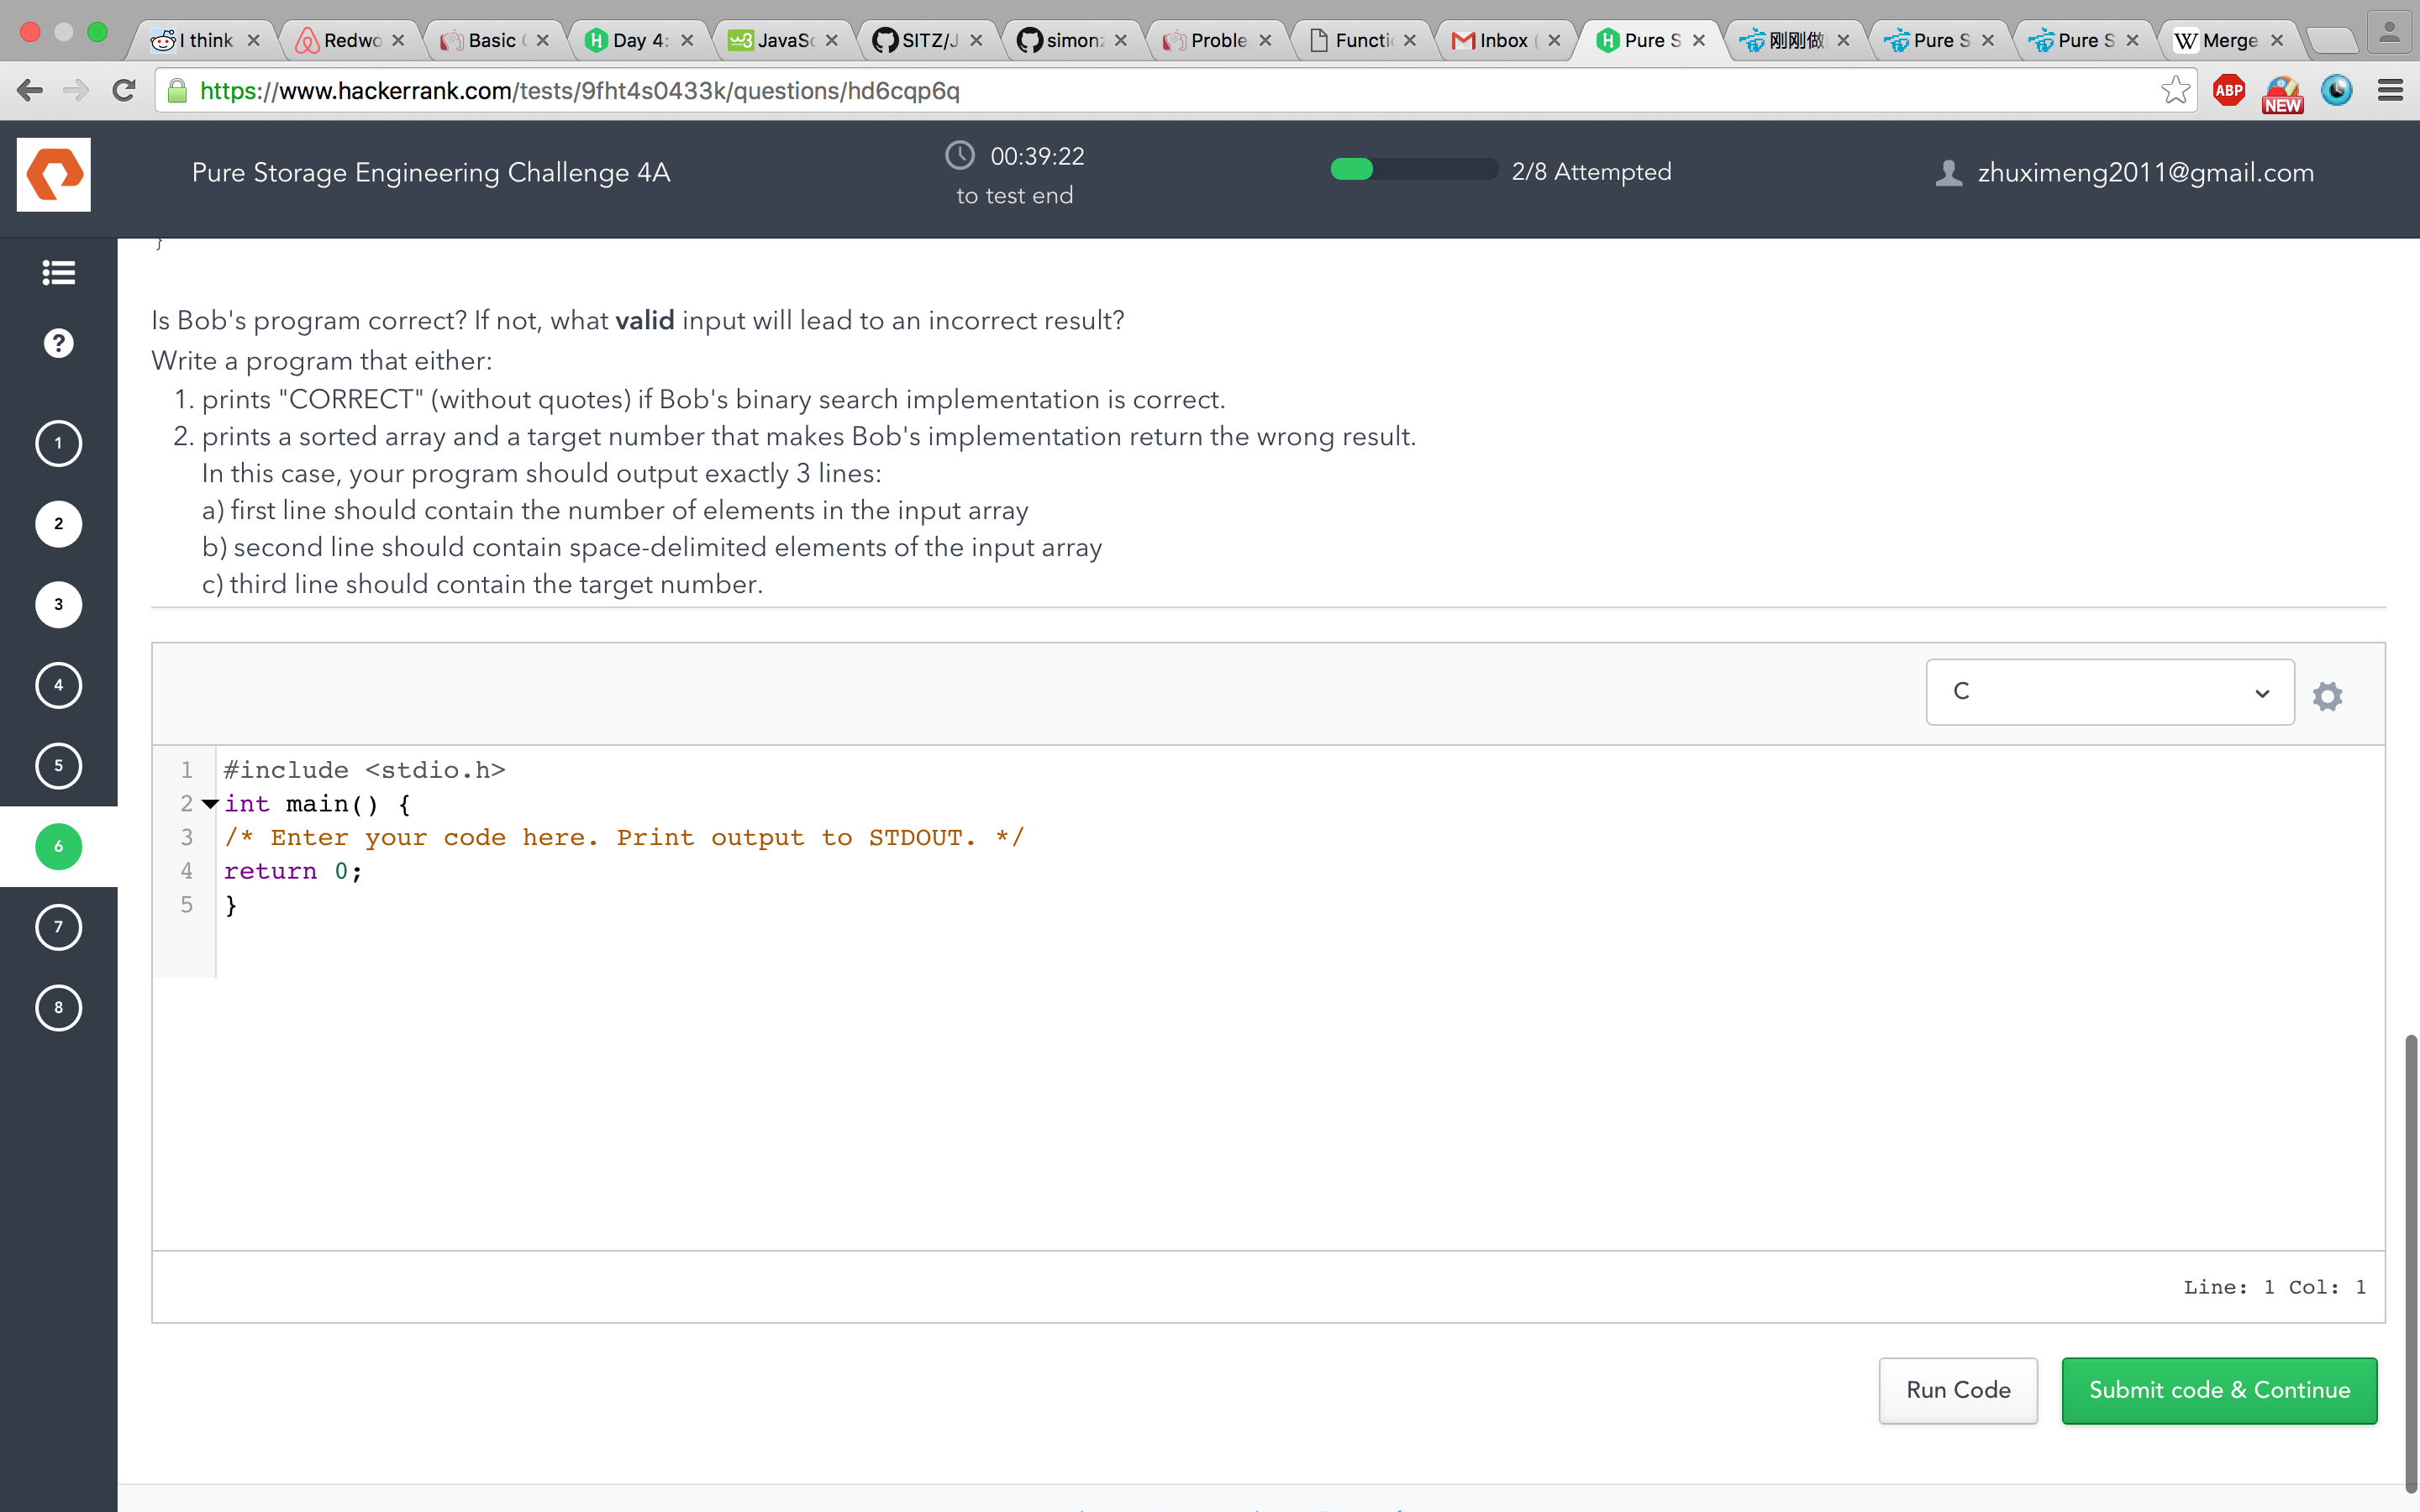 I think
Redwo
Basic (
Day 4:
JavaSc
SITZ/J
simonz
Proble
Functi
Inbox (
Pure S
刚刚做
Pure S
Pure S
W Merge
https://www.hackerrank.com/tests/9fht4s0433k/questions/hd6cqp6q
ABP
NEW
Pure Storage Engineering Challenge 4A
00:39:22
to test end
2/8 Attempted
zhuximeng2011@gmail.com
}
Is Bob's program correct? If not, what valid input will lead to an incorrect result?
Write a program that either:
1. prints "CORRECT" (without quotes) if Bob's binary search implementation is correct.
2. prints a sorted array and a target number that makes Bob's implementation return the wrong result.
In this case, your program should output exactly 3 lines:
a) first line should contain the number of elements in the input array
b) second line should contain space-delimited elements of the input array
c) third line should contain the target number.
?
1
2
3
4
5
6
7
8
C
1 #include <stdio.h>
2 int main() {
3 /* Enter your code here. Print output to STDOUT. */
4 return 0;
5 }
Line: 1 Col: 1
Run Code
Submit code & Continue